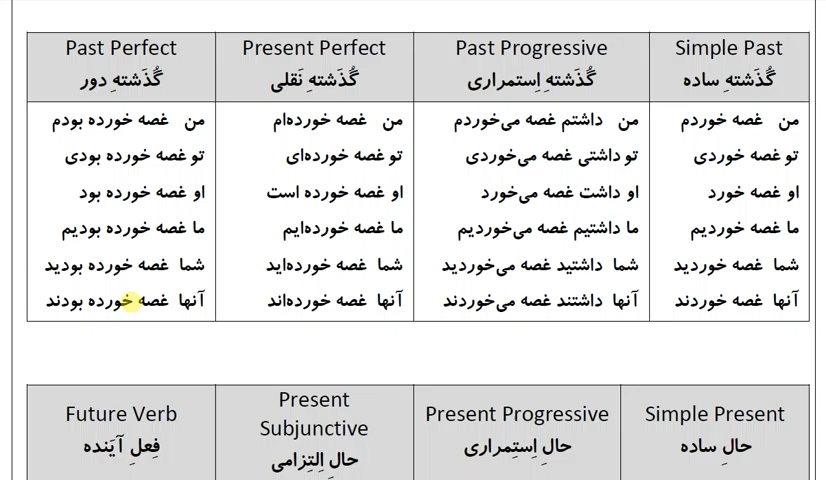 Simple Past
گُذَشتهِ ساده
من غصه خوردم
تو غصه خوردی
او غصه خورد
ما غصه خوردیم
شما غصه خوردید
آنها غصه خوردند
Past Progressive
گُذَشتهِ اِستمراری
من داشتم غصه می‌خوردم
تو داشتی غصه می‌خوردی
او داشت غصه می‌خورد
ما داشتیم غصه می‌خوردیم
شما داشتید غصه می‌خوردید
آنها داشتند غصه می‌خوردند
Present Perfect
گُذَشتهِ نَقلی
من غصه خورده‌ام
تو غصه خورده‌ای
او غصه خورده است
ما غصه خورده‌ایم
شما غصه خورده‌اید
آنها غصه خورده‌اند
Past Perfect
گُذَشتهِ دور
من غصه خورده بودم
تو غصه خورده بودی
او غصه خورده بود
ما غصه خورده بودیم
شما غصه خورده بودید
آنها غصه خورده بودند
Simple Present
حالِ ساده
Present Progressive
حالِ اِستِمراری
Present
Subjunctive
حالِ اِلتِزامی
Future Verb
فِعلِ آیَنده